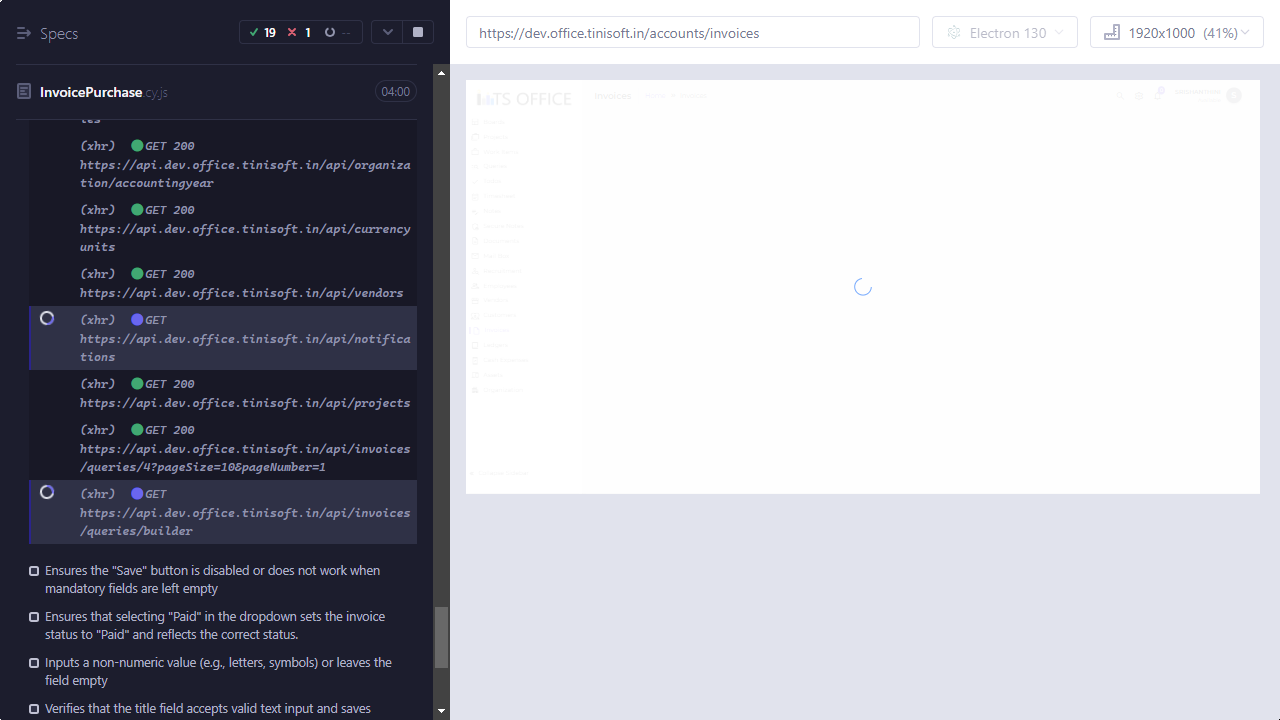 Specs
19
1
--
https://dev.office.tinisoft.in/accounts/invoices
Electron 130
1920x1000 (41%)
InvoicePurchase.cy.js
04:00
(xhr) GET 200
https://api.dev.office.tinisoft.in/api/organiza
tion/accountingyear
(xhr) GET 200
https://api.dev.office.tinisoft.in/api/currency
units
(xhr) GET 200
https://api.dev.office.tinisoft.in/api/vendors
(xhr) GET
https://api.dev.office.tinisoft.in/api/notifica
tions
(xhr) GET 200
https://api.dev.office.tinisoft.in/api/projects
(xhr) GET 200
https://api.dev.office.tinisoft.in/api/invoices
/queries/4?pageSize=10&pageNumber=1
(xhr) GET
https://api.dev.office.tinisoft.in/api/invoices
/queries/builder
Ensures the "Save" button is disabled or does not work when
mandatory fields are left empty
Ensures that selecting "Paid" in the dropdown sets the invoice
status to "Paid" and reflects the correct status.
Inputs a non-numeric value (e.g., letters, symbols) or leaves the
field empty
Verifies that the title field accepts valid text input and saves
TS OFFICE
Invoices